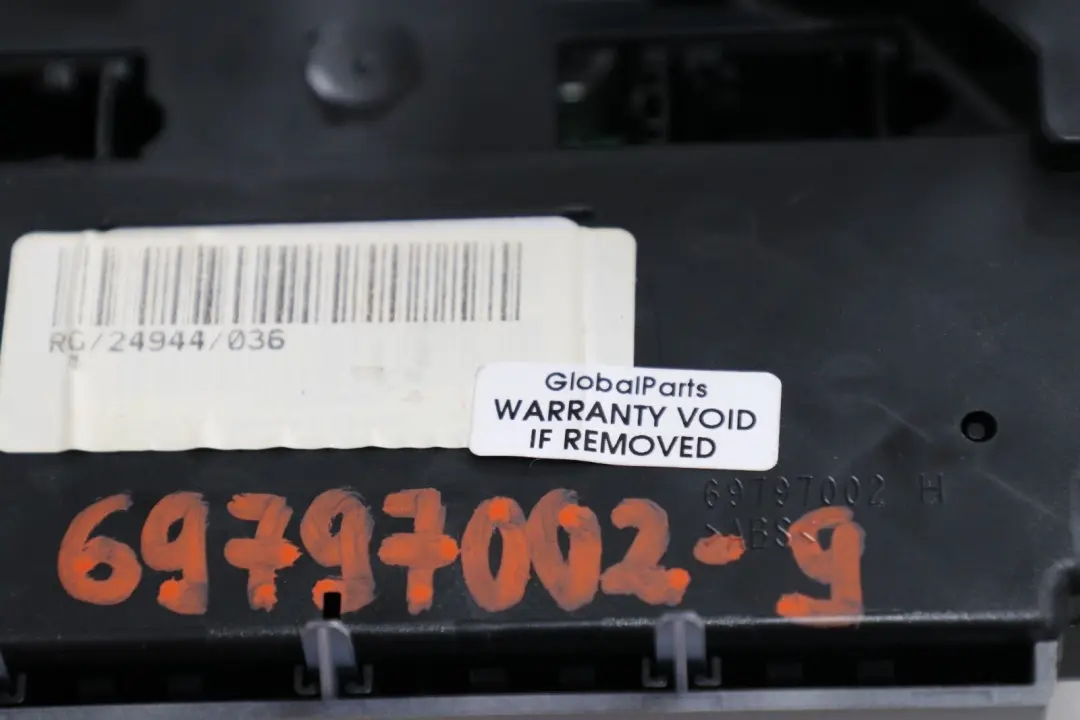 RG/24944/036
GlobalParts
WARRANTY VOID
IF REMOVED
69797002 H
>ABS<
69797002-9